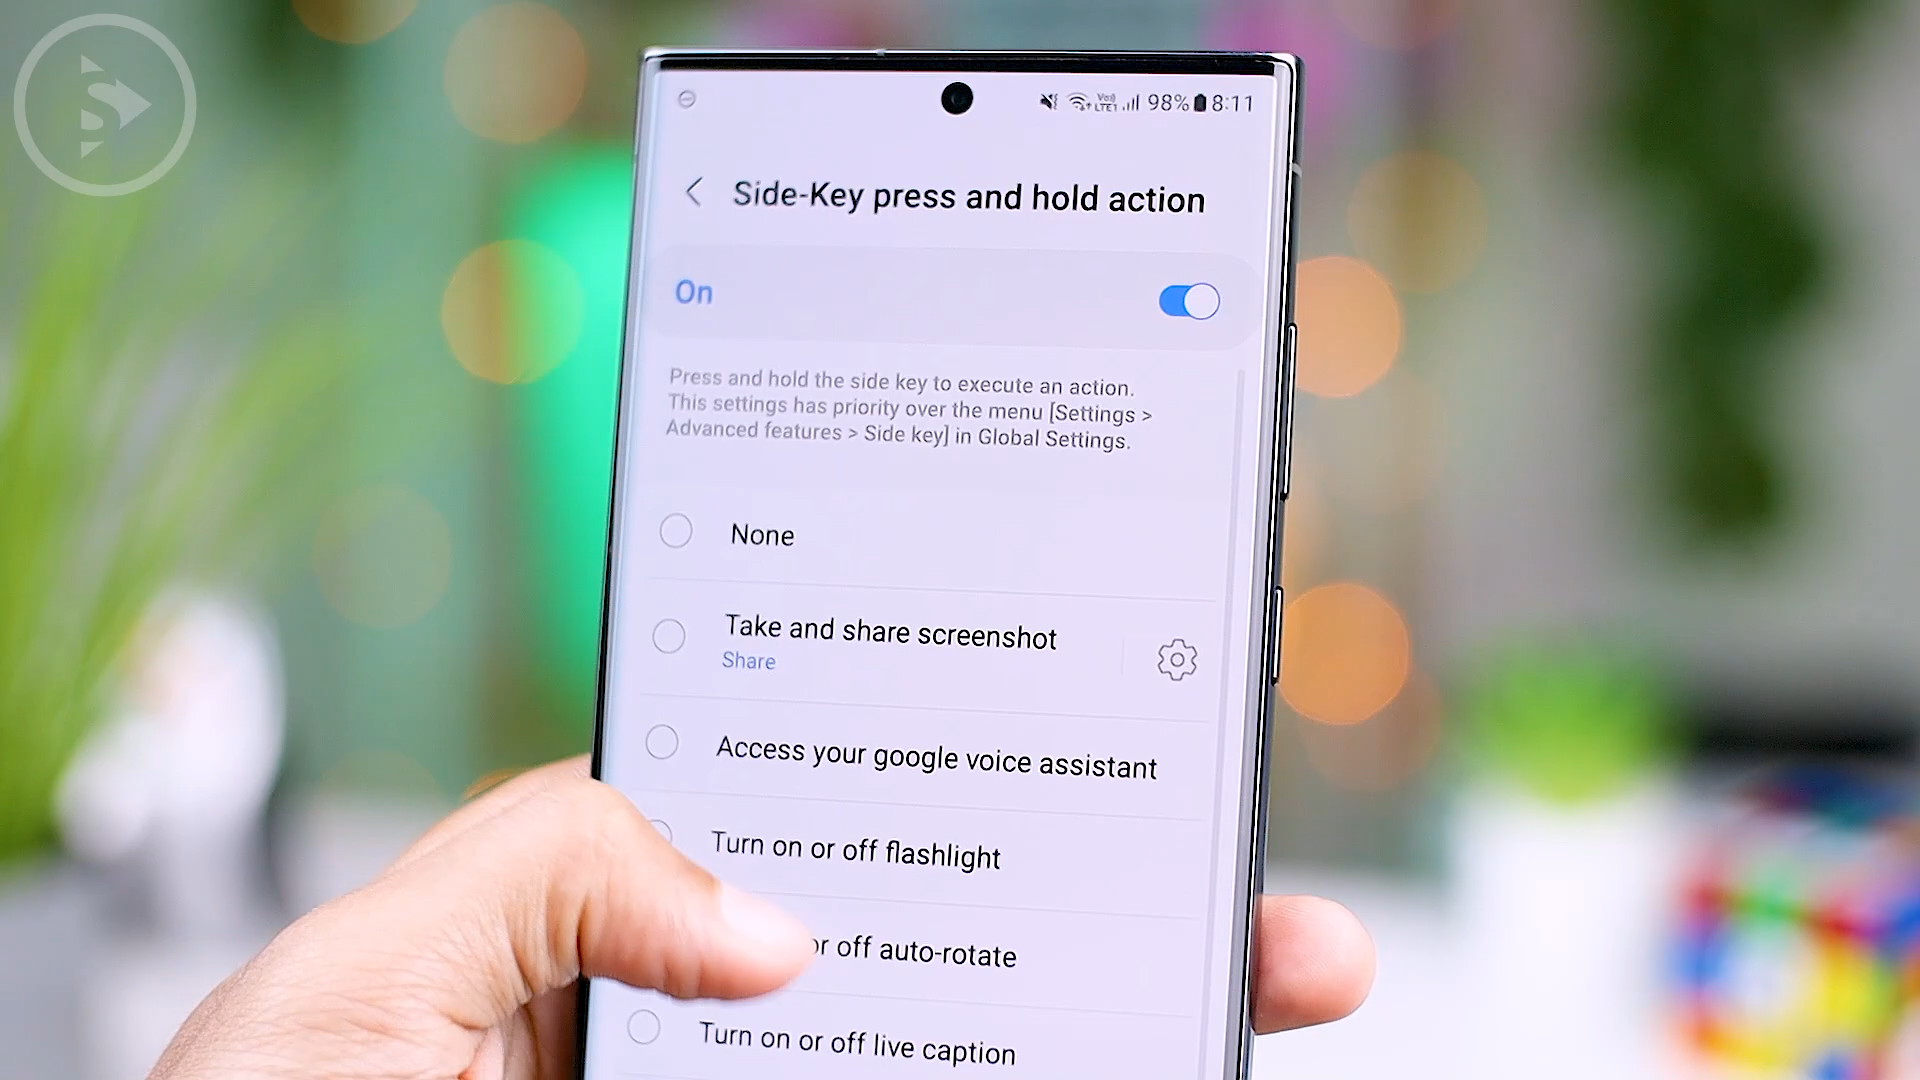 S
Vo))
LTE1
98%
8:11
Side-Key press and hold action
On
Press and hold the side key to execute an action.
This settings has priority over the menu [Settings >
Advanced features > Side key] in Global Settings.
None
Take and share screenshot
Share
Access your google voice assistant
Turn on or off flashlight
or off auto-rotate
Turn on or off live caption